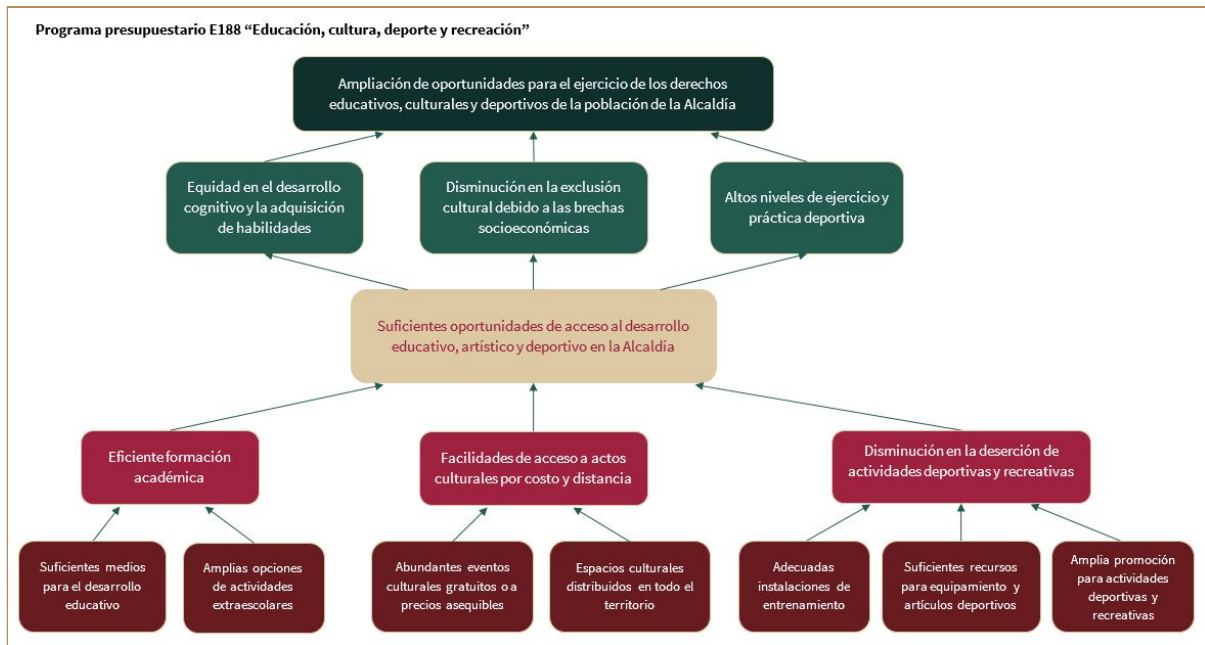 Programa presupuestario E188 “Educación, cultura, deporte y recreación”
Ampliación de oportunidades para el ejercicio de los derechos
educativos, culturales y deportivos de la población de la Alcaldía
Equidad en el desarrollo
cognitivo y la adquisición
de habilidades
Disminución en la exclusión
cultural debido a las brechas
socioeconómicas
Altos niveles de ejercicio y
práctica deportiva
Suficientes oportunidades de acceso al desarrollo
educativo, artístico y deportivo en la Alcaldía
Eficiente formación
académica
Facilidades de acceso a actos
culturales por costo y distancia
Disminución en la deserción de
actividades deportivas y recreativas
Suficientes medios
para el desarrollo
educativo
Amplias opciones
de actividades
extraescolares
Abundantes eventos
culturales gratuitos o a
precios asequibles
Espacios culturales
distribuidos en todo el
territorio
Adecuadas
instalaciones de
entrenamiento
Suficientes recursos
para equipamiento y
artículos deportivos
Amplia promoción
para actividades
deportivas y
recreativas